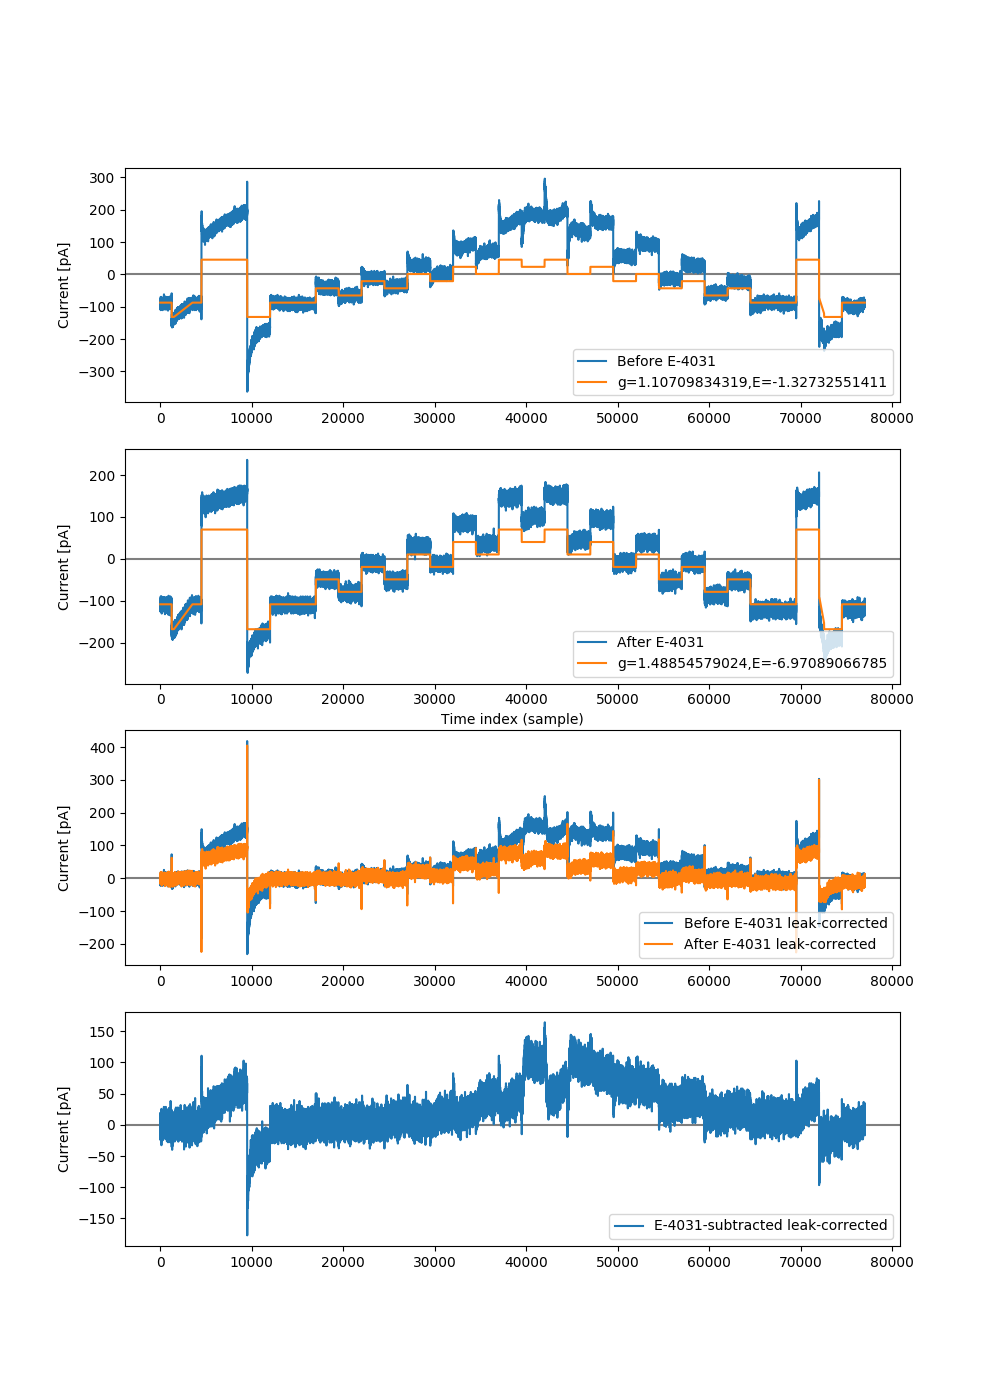 300
200
100
0
−100
−200
−300
Current [pA]
Before E-4031
g=1.10709834319,E=-1.32732551411
0 10000 20000 30000 40000 50000 60000 70000 80000
200
100
0
−100
−200
Current [pA]
After E-4031
g=1.48854579024,E=-6.97089066785
0 10000 20000 30000 40000 50000 60000 70000 80000
Time index (sample)
400
300
200
100
0
−100
−200
Current [pA]
Before E-4031 leak-corrected
After E-4031 leak-corrected
0 10000 20000 30000 40000 50000 60000 70000 80000
150
100
50
0
−50
−100
−150
Current [pA]
E-4031-subtracted leak-corrected
0 10000 20000 30000 40000 50000 60000 70000 80000